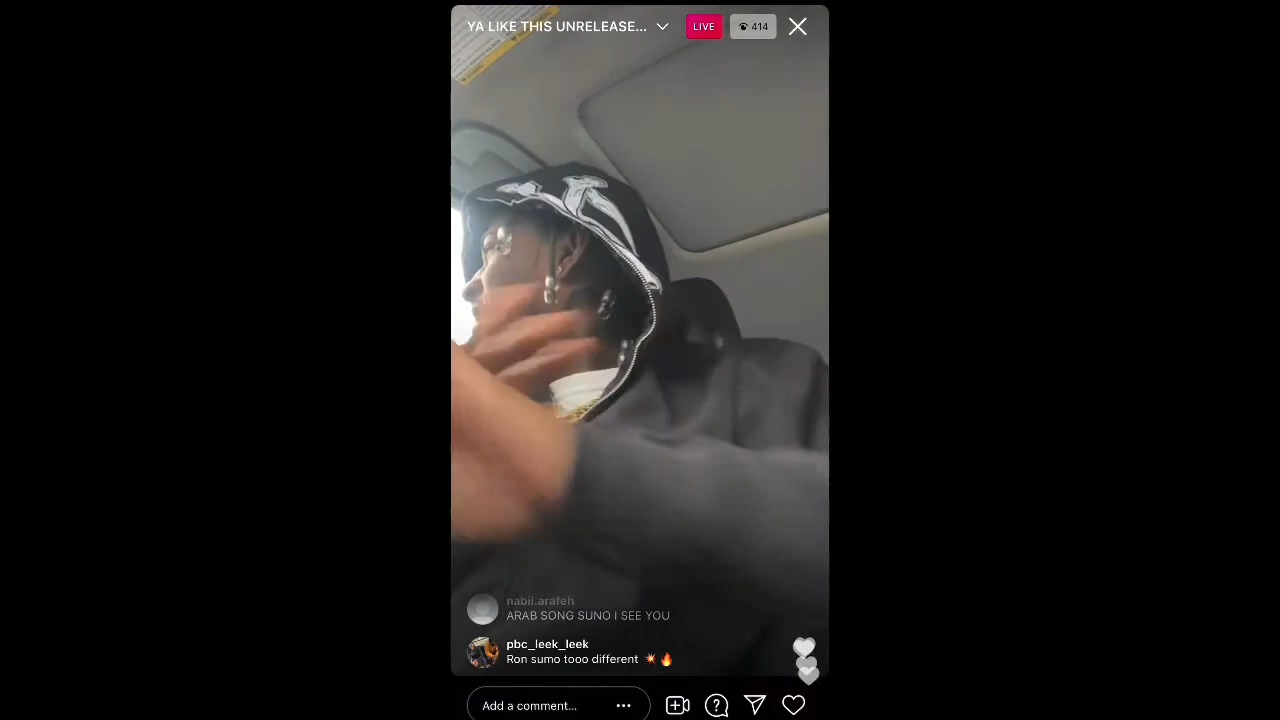 YA LIKE THIS UNRELEASE...
LIVE
414
nabil.arafeh
ARAB SONG SUNO I SEE YOU
pbc_leek_leek
Ron sumo tooo different 💥🔥
Add a comment...